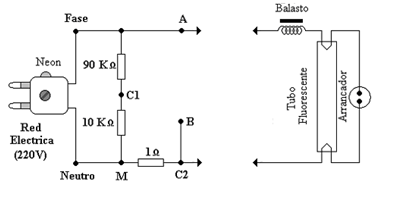 Fase
A
Balasto
Neon
90 KΩ
C1
10 KΩ
B
1Ω
Red
Electrica
(220V)
Neutro
M
C2
Tubo
Fluorescente
Arrancador